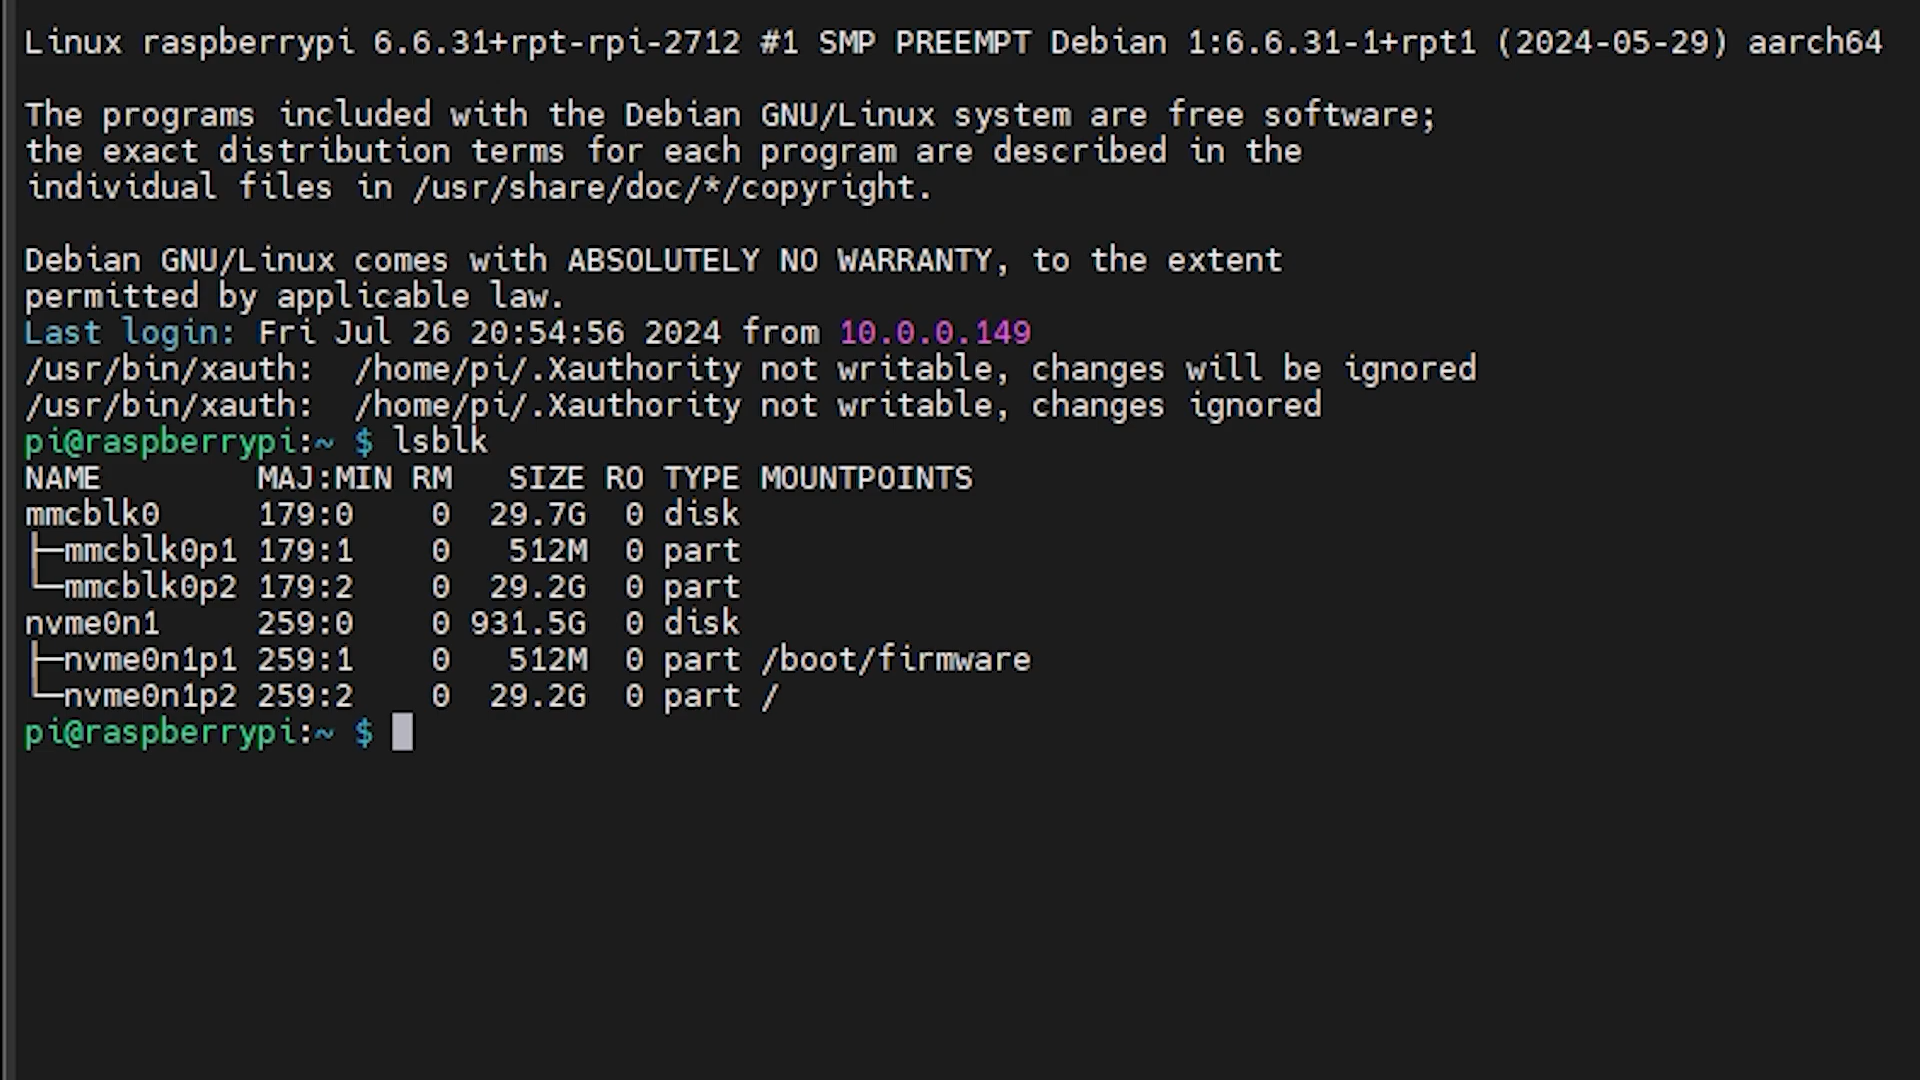 Linux raspberrypi 6.6.31+rpt-rpi-2712 #1 SMP PREEMPT Debian 1:6.6.31-1+rpt1 (2024-05-29) aarch64
The programs included with the Debian GNU/Linux system are free software;
the exact distribution terms for each program are described in the
individual files in /usr/share/doc/*/copyright.
Debian GNU/Linux comes with ABSOLUTELY NO WARRANTY, to the extent
permitted by applicable law.
Last login: Fri Jul 26 20:54:56 2024 from 10.0.0.149
/usr/bin/xauth:  /home/pi/.Xauthority not writable, changes will be ignored
/usr/bin/xauth:  /home/pi/.Xauthority not writable, changes ignored
pi@raspberrypi:~ $ lsblk
NAME        MAJ:MIN RM   SIZE RO TYPE MOUNTPOINTS
mmcblk0     179:0    0  29.7G  0 disk
├─mmcblk0p1 179:1    0   512M  0 part
└─mmcblk0p2 179:2    0  29.2G  0 part
nvme0n1     259:0    0 931.5G  0 disk
├─nvme0n1p1 259:1    0   512M  0 part /boot/firmware
└─nvme0n1p2 259:2    0  29.2G  0 part /
pi@raspberrypi:~ $